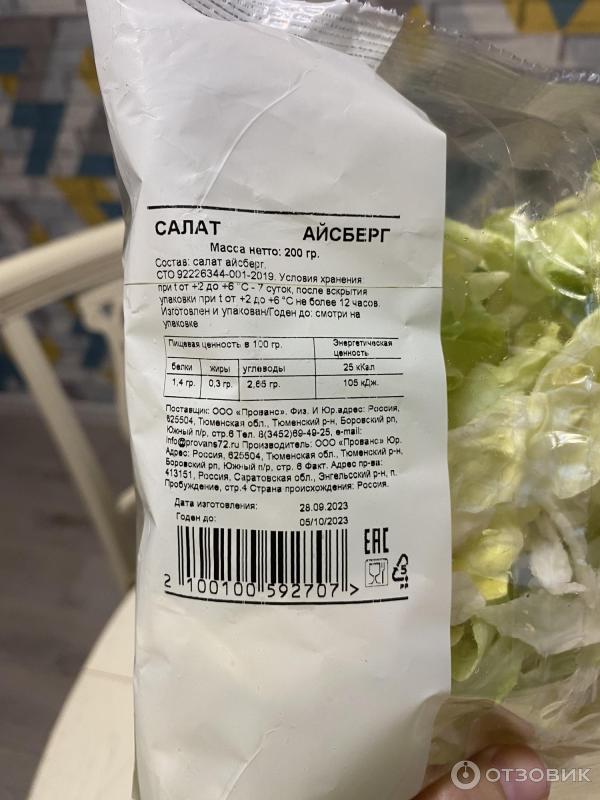 САЛАТ АЙСБЕРГ
Масса нетто: 200 гр.
Состав: салат айсберг.
СТО 92226344-001-2019. Условия хранения
при t от +2 до +6 °С - 7 суток, после вскрытия
упаковки при t от +2 до +6 °С не более 12 часов.
Изготовлен и упакован/Годен до: смотри на
упаковке
Пищевая ценность в 100 гр. Энергетическая
ценность
белки жиры углеводы 25 кКал
1,4 гр. 0,3 гр. 2,65 гр. 105 кДж.
Поставщик: ООО «Прованс». Физ. И Юр.адрес: Россия,
625504, Тюменская обл., Тюменский р-н, Боровский рп,
Южный п/р, стр.6 Тел. 8(3452)69-49-25, e-mail:
info@provans72.ru Производитель: ООО «Прованс» Юр.
Адрес: Россия, 625504, Тюменская обл., Тюменский р-н,
Боровский рп, Южный п/р, стр. 6 Факт. Адрес пр-ва:
413151, Россия, Саратовская обл., Энгельсский р-н, п.
Пробуждение, стр.4 Страна происхождения: Россия.
Дата изготовления: 28.09.2023
Годен до: 05/10/2023
EAC
2 100100 592707 >
5
PP
ОТЗОВИК